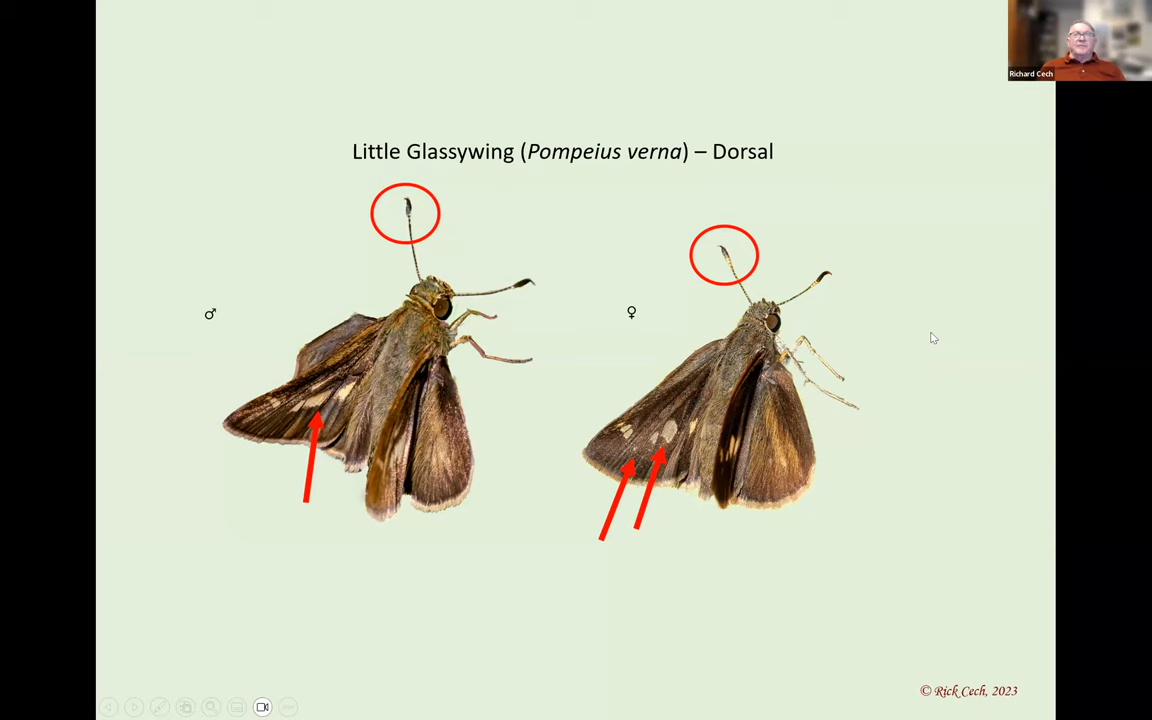 Richard Cech
Little Glassywing (Pompeius verna) – Dorsal
♂
♀
© Rick Cech, 2023